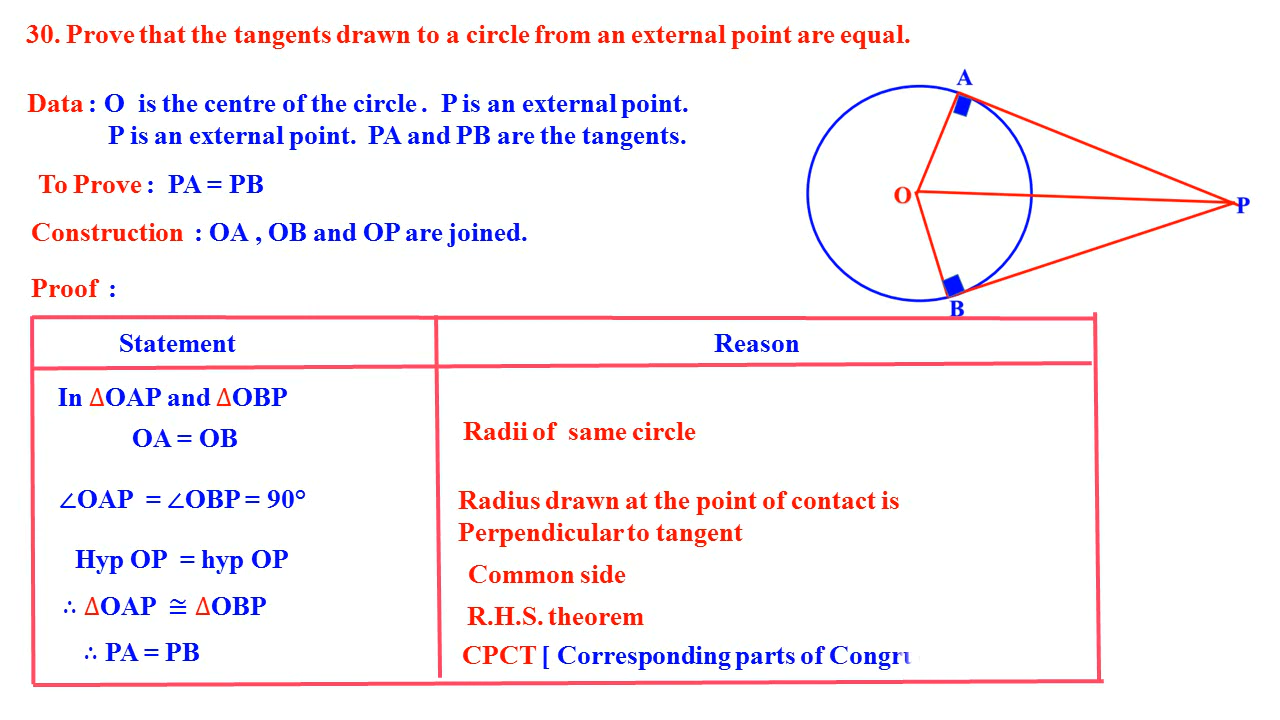 30. Prove that the tangents drawn to a circle from an external point are equal.
Data : O is the centre of the circle . P is an external point.
P is an external point. PA and PB are the tangents.
To Prove : PA = PB
Construction : OA , OB and OP are joined.
Proof :
A
O
P
B
Statement Reason
In ∆OAP and ∆OBP
OA = OB Radii of same circle
∠OAP = ∠OBP = 90° Radius drawn at the point of contact is
Perpendicular to tangent
Hyp OP = hyp OP Common side
∴ ∆OAP ≅ ∆OBP R.H.S. theorem
∴ PA = PB CPCT [ Corresponding parts of